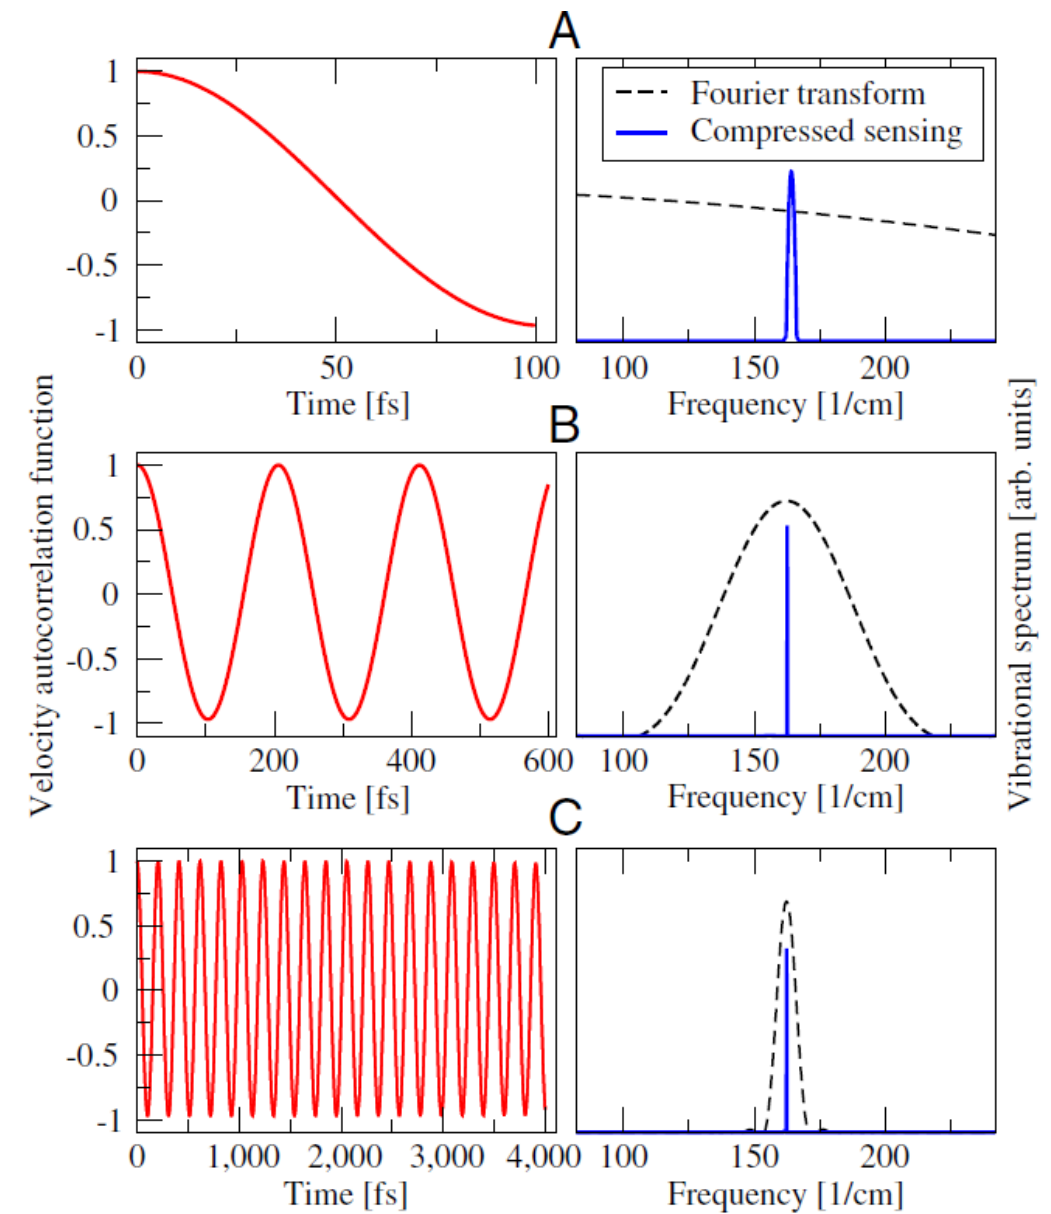 A
1
0.5
0
-0.5
-1
0 50 100
Time [fs]
Fourier transform
Compressed sensing
100 150 200
Frequency [1/cm]
B
1
0.5
0
-0.5
-1
0 200 400 600
Time [fs]
100 150 200
Frequency [1/cm]
C
1
0.5
0
-0.5
-1
0 1,000 2,000 3,000 4,000
Time [fs]
100 150 200
Frequency [1/cm]
Velocity autocorrelation function
Vibrational spectrum [arb. units]